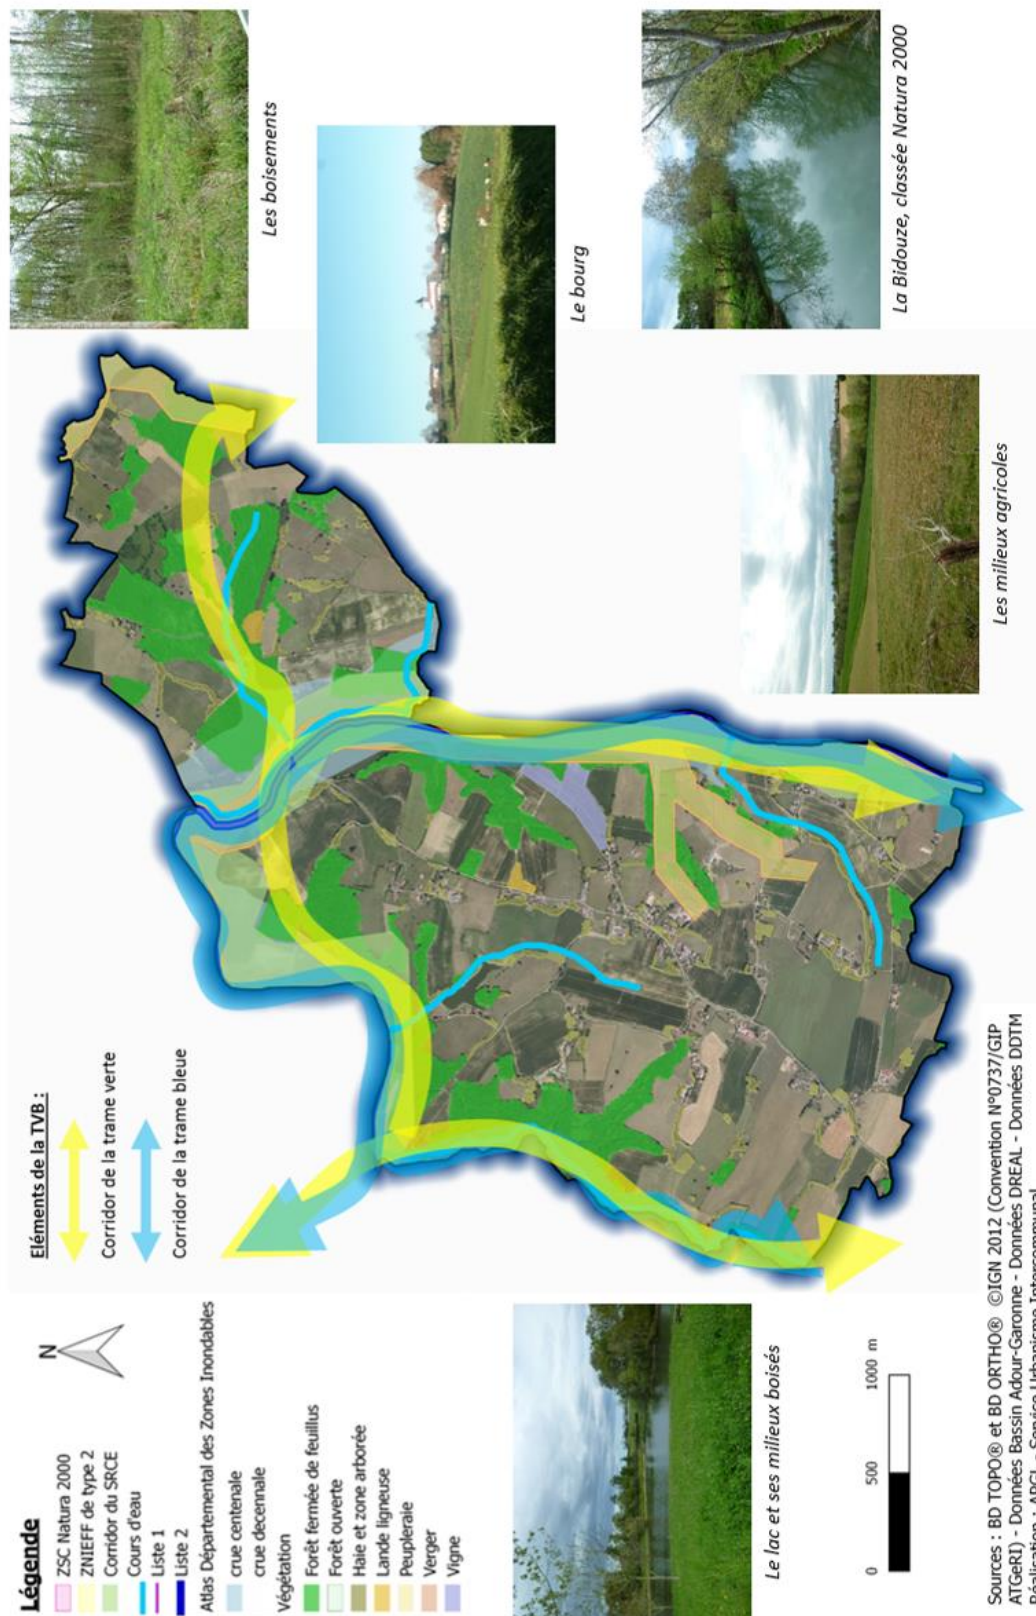 Légende
ZSC Natura 2000
ZNIEFF de type 2
Corridor du SRCE
Cours d'eau
Liste 1
Liste 2
Atlas Départemental des Zones Inondables
crue centenale
crue decennale
Végétation
Forêt fermée de feuillus
Forêt ouverte
Haie et zone arborée
Lande ligneuse
Peupleraie
Verger
Vigne
N
Eléments de la TVB :
Corridor de la trame verte
Corridor de la trame bleue
Les boisements
Le bourg
La Bidouze, classée Natura 2000
Les milieux agricoles
Le lac et ses milieux boisés
0 500 1000 m
Sources : BD TOPO® et BD ORTHO® ©IGN 2012 (Convention N°0737/GIP
ATGeRI) - Données Bassin Adour-Garonne - Données DREAL - Données DDTM
Réalisation : APGL - Service Urbanisme Intercommunal